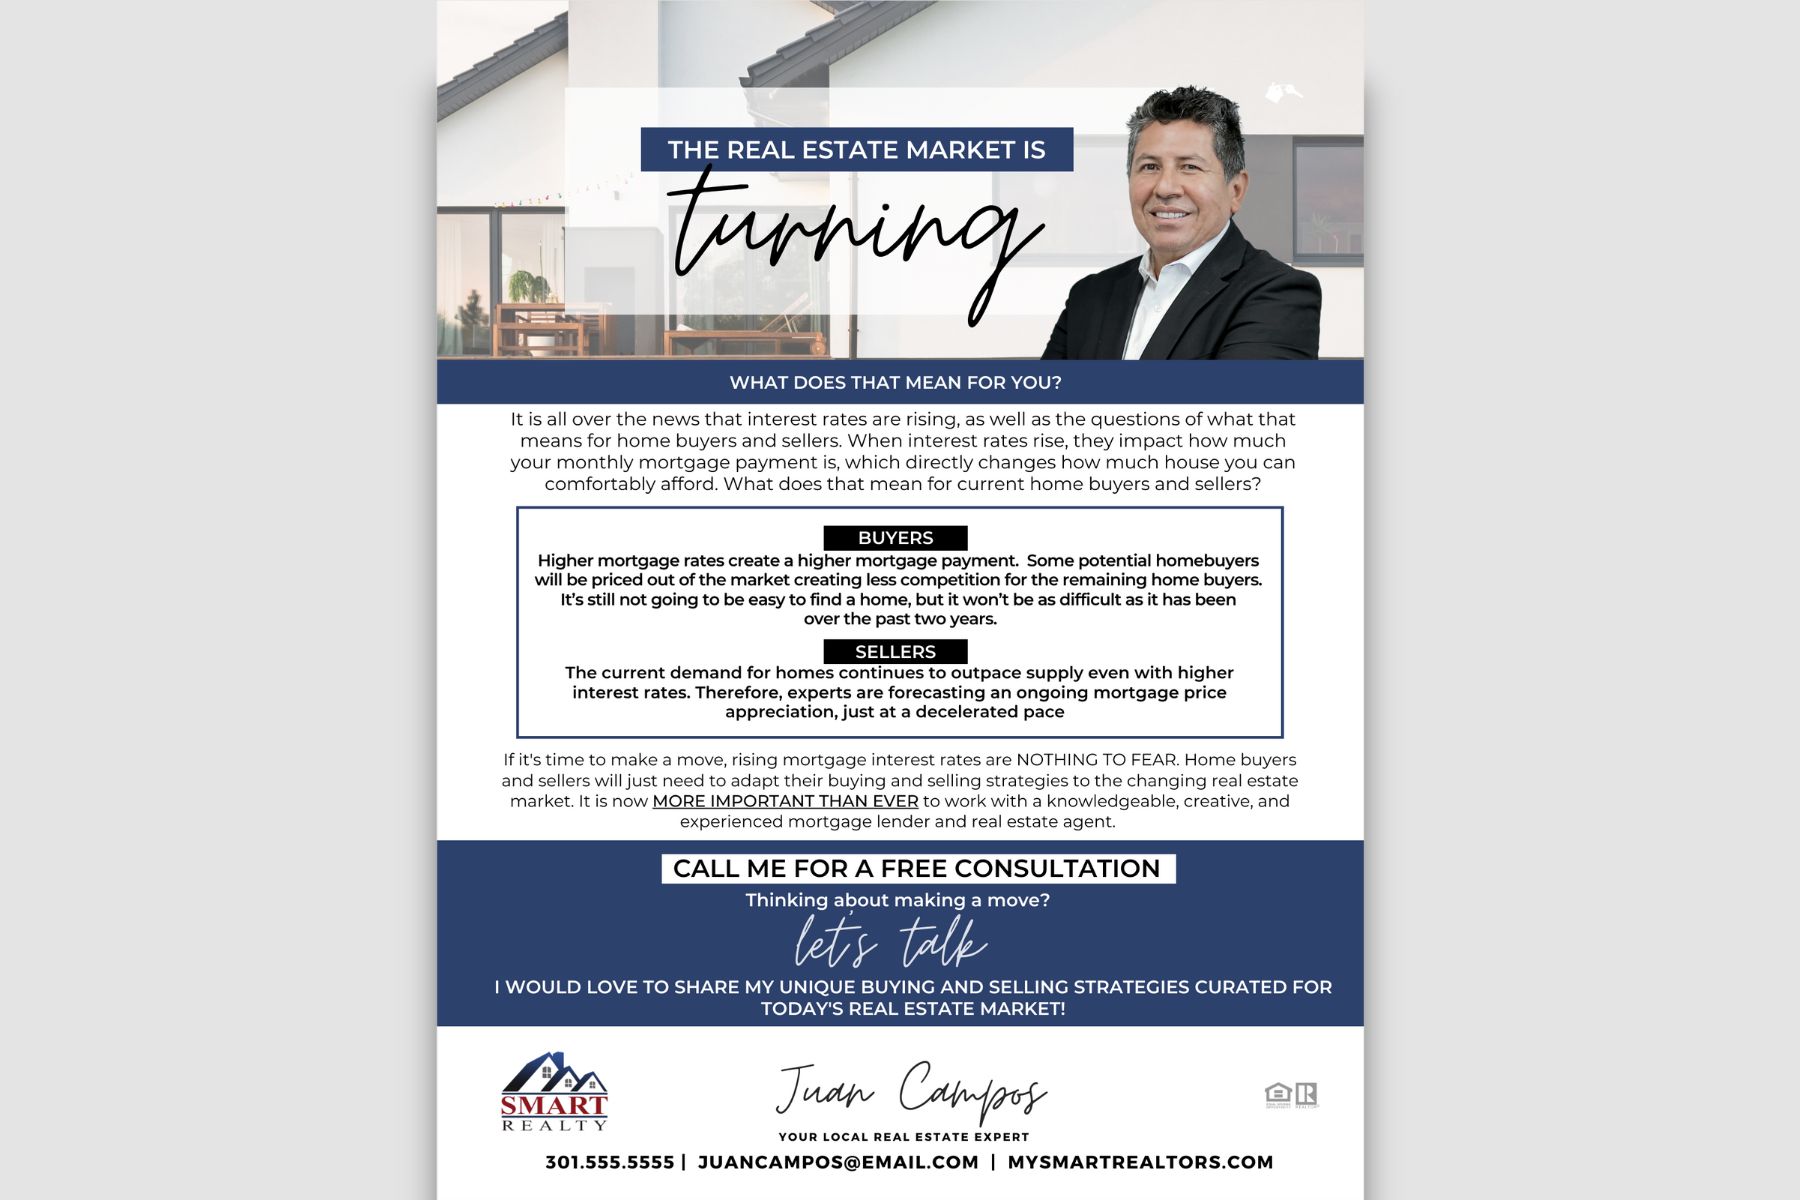 THE REAL ESTATE MARKET IS
turning
WHAT DOES THAT MEAN FOR YOU?
It is all over the news that interest rates are rising, as well as the questions of what that
means for home buyers and sellers. When interest rates rise, they impact how much
your monthly mortgage payment is, which directly changes how much house you can
comfortably afford. What does that mean for current home buyers and sellers?
BUYERS
Higher mortgage rates create a higher mortgage payment. Some potential homebuyers
will be priced out of the market creating less competition for the remaining home buyers.
It’s still not going to be easy to find a home, but it won’t be as difficult as it has been
over the past two years.
SELLERS
The current demand for homes continues to outpace supply even with higher
interest rates. Therefore, experts are forecasting an ongoing mortgage price
appreciation, just at a decelerated pace
If it's time to make a move, rising mortgage interest rates are NOTHING TO FEAR. Home buyers
and sellers will just need to adapt their buying and selling strategies to the changing real estate
market. It is now MORE IMPORTANT THAN EVER to work with a knowledgeable, creative, and
experienced mortgage lender and real estate agent.
CALL ME FOR A FREE CONSULTATION
Thinking about making a move?
let's talk
I WOULD LOVE TO SHARE MY UNIQUE BUYING AND SELLING STRATEGIES CURATED FOR
TODAY'S REAL ESTATE MARKET!
SMART
REALTY
Juan Campos
YOUR LOCAL REAL ESTATE EXPERT
301.555.5555 | JUANCAMPOS@EMAIL.COM | MYSMARTREALTORS.COM